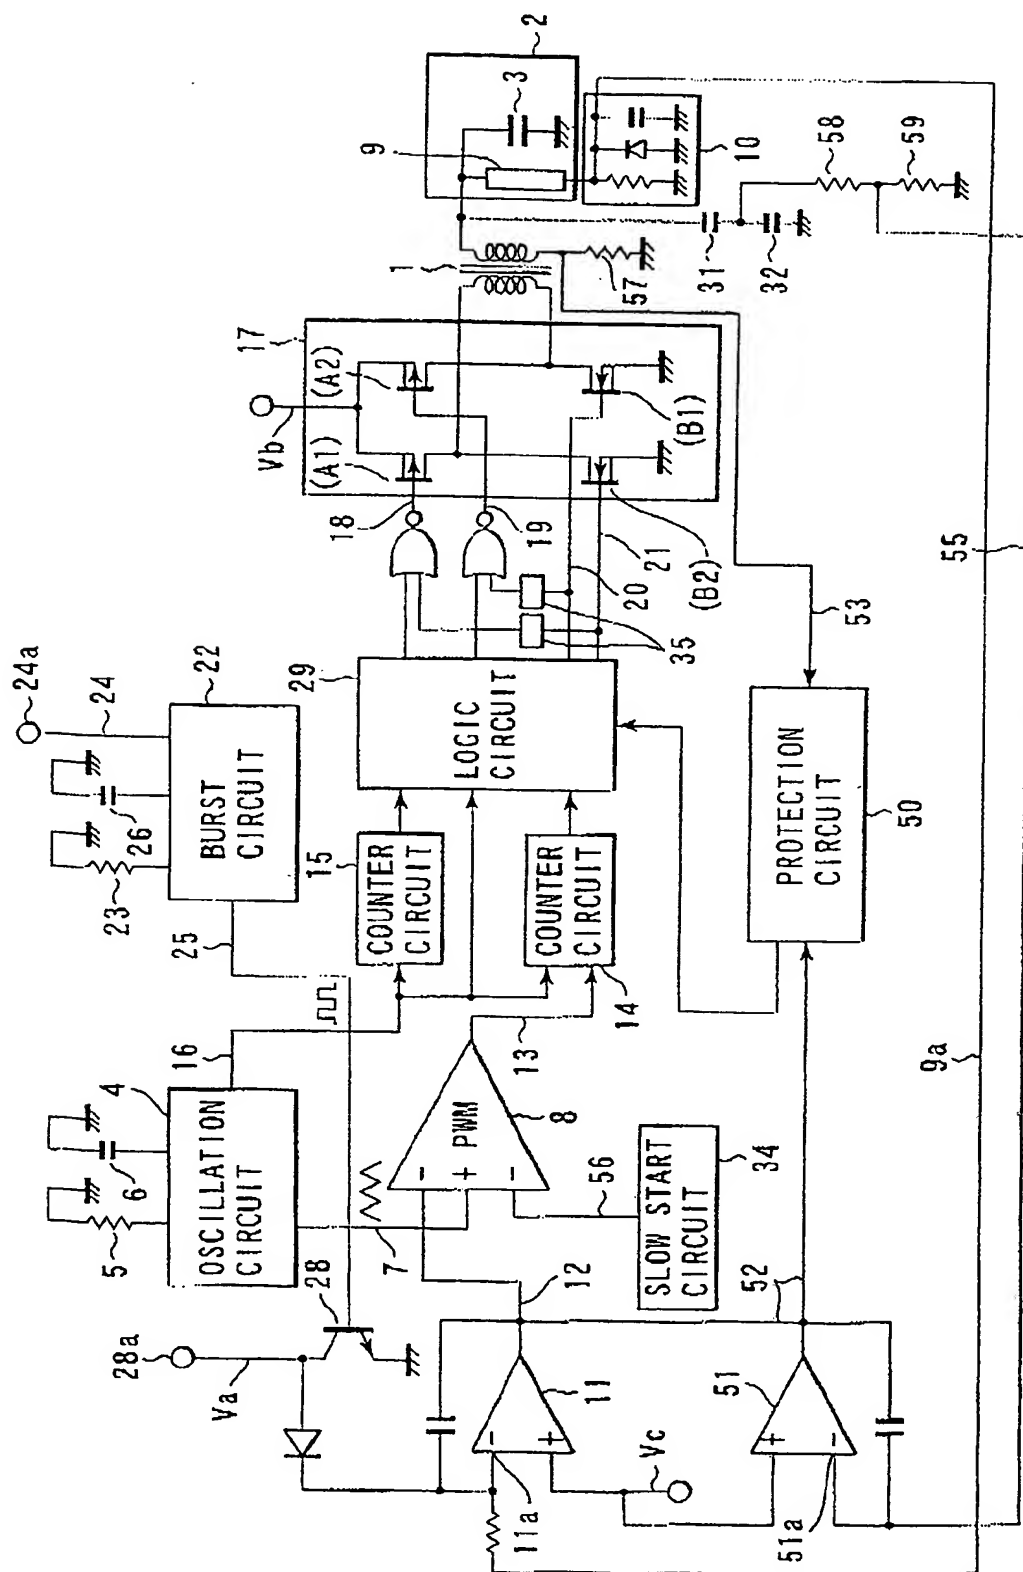 28a
Va
28
5
6
4
OSCILLATION
CIRCUIT
16
25
23
26
24
24a
22
BURST
CIRCUIT
11a
11
12
7
PWM
8
13
56
SLOW START
CIRCUIT
34
Vc
51
51a
52
15
COUNTER
CIRCUIT
COUNTER
CIRCUIT
14
29
LOGIC
CIRCUIT
PROTECTION
CIRCUIT
50
53
35
18
19
20
21
Vb
17
(A1)
(A2)
(B1)
(B2)
1
57
31
32
9
3
2
10
58
59
55
9a